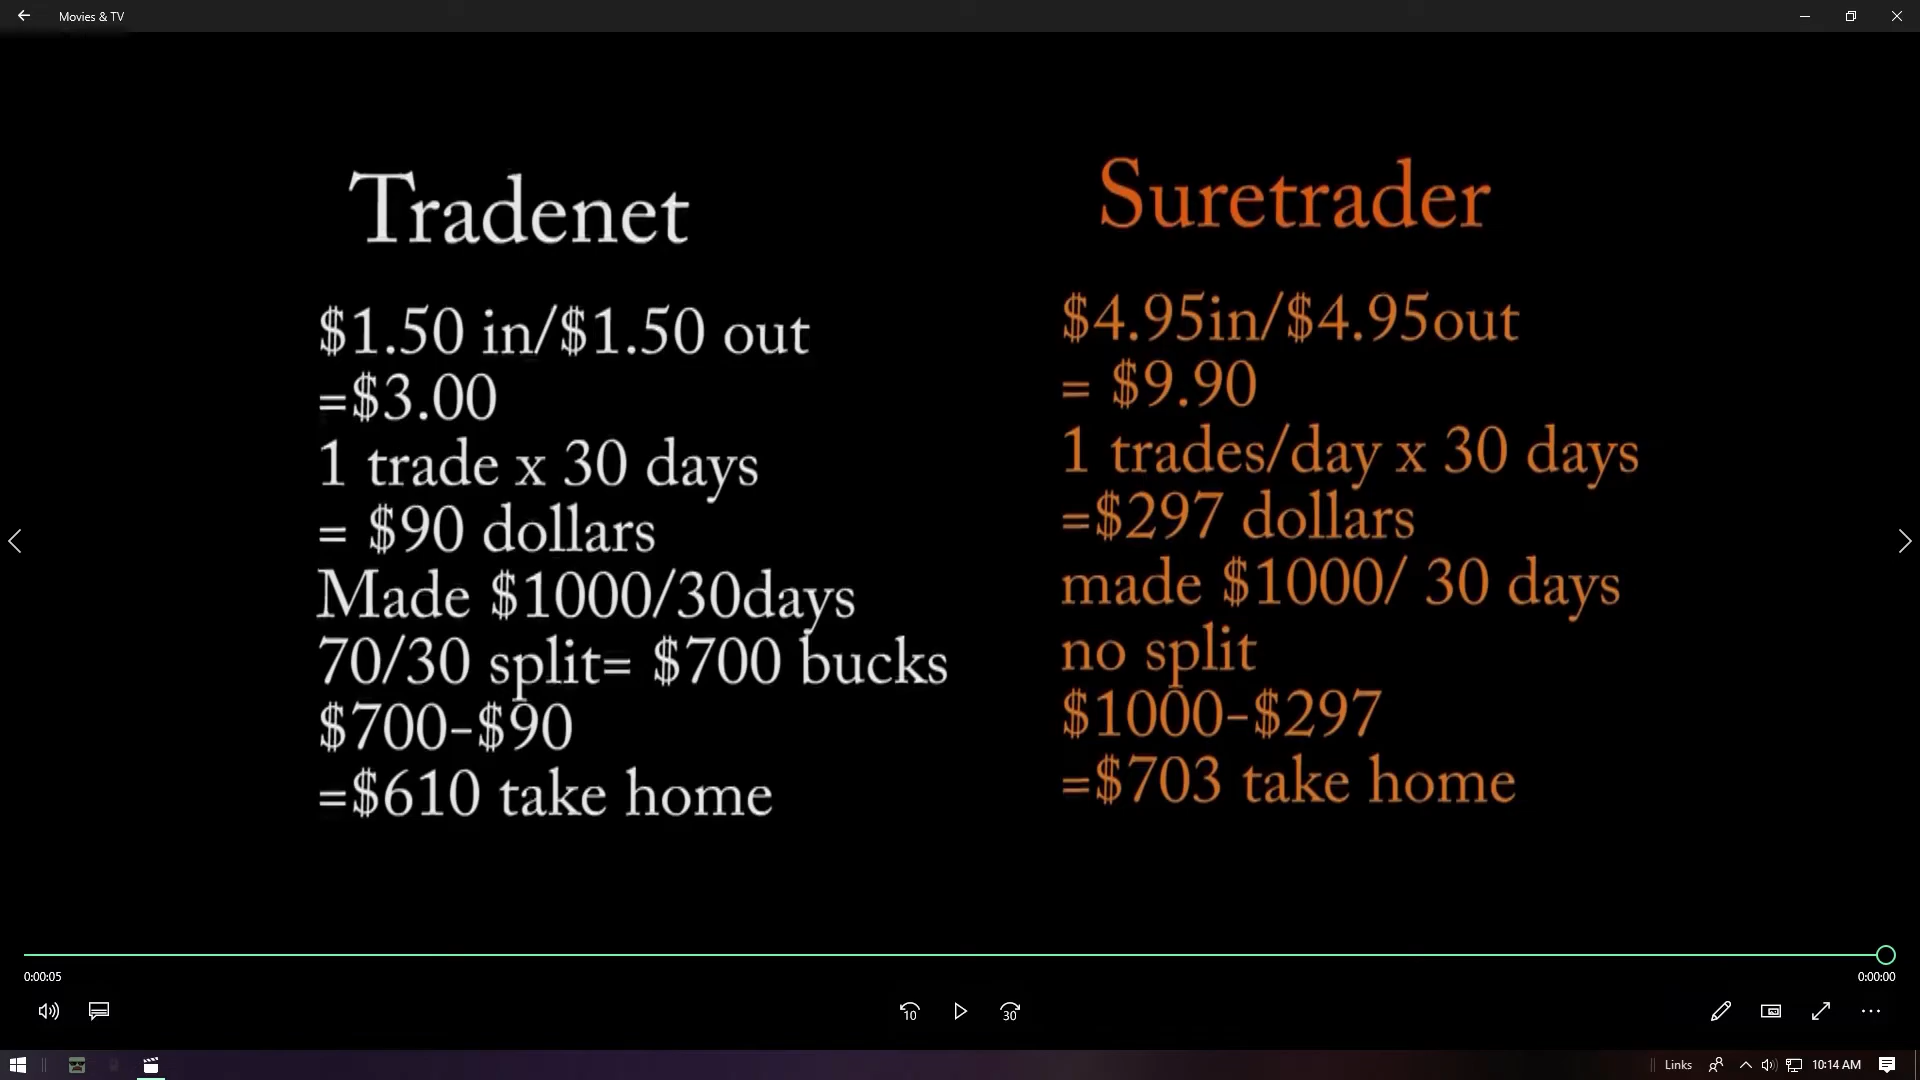 Movies & TV
Tradenet
$1.50 in/$1.50 out
=$3.00
1 trade x 30 days
= $90 dollars
Made $1000/30days
70/30 split= $700 bucks
$700-$90
=$610 take home
Suretrader
$4.95in/$4.95out
= $9.90
1 trades/day x 30 days
=$297 dollars
made $1000/ 30 days
no split
$1000-$297
=$703 take home
0:00:05
0:00:00
10
30
Links
10:14 AM